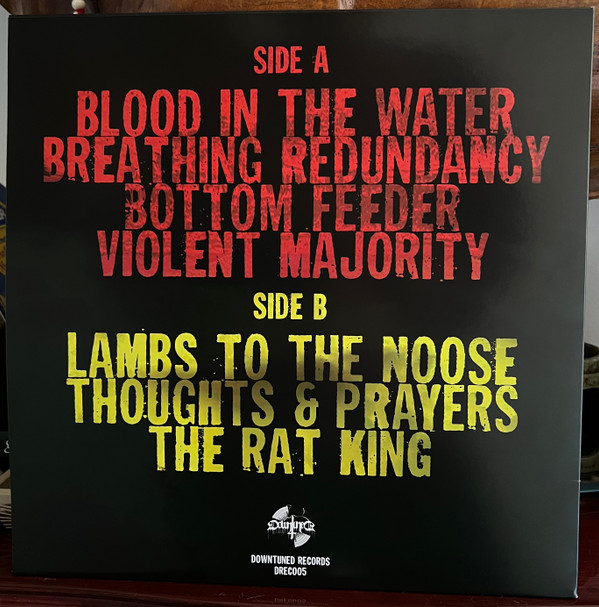 SIDE A
BLOOD IN THE WATER
BREATHING REDUNDANCY
BOTTOM FEEDER
VIOLENT MAJORITY
SIDE B
LAMBS TO THE NOOSE
THOUGHTS & PRAYERS
THE RAT KING
DOWNTUNED
DOWNTUNED RECORDS
DREC005